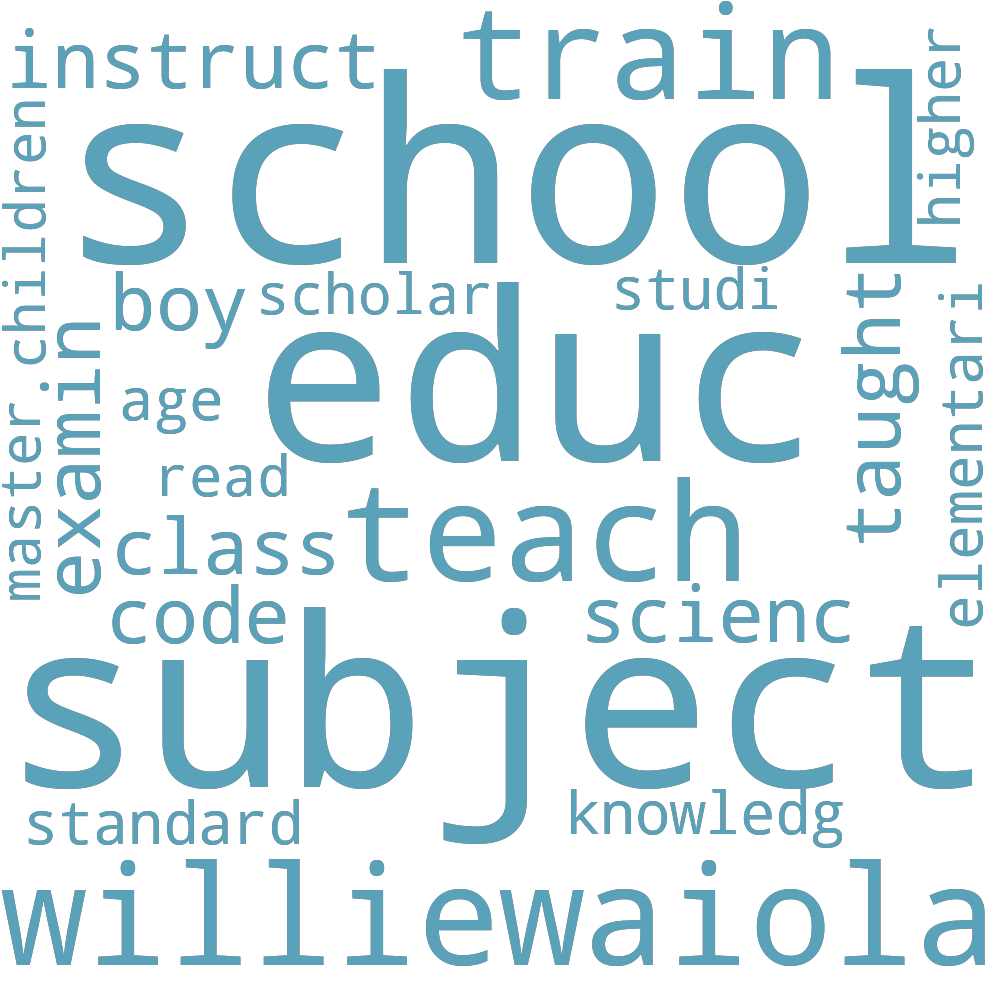 instruct
train
school
higher
master.children
boy
scholar
studi
educ
taught
examin
age
elementari
read
teach
class
code
scienc
subject
standard
knowledg
williewaiola